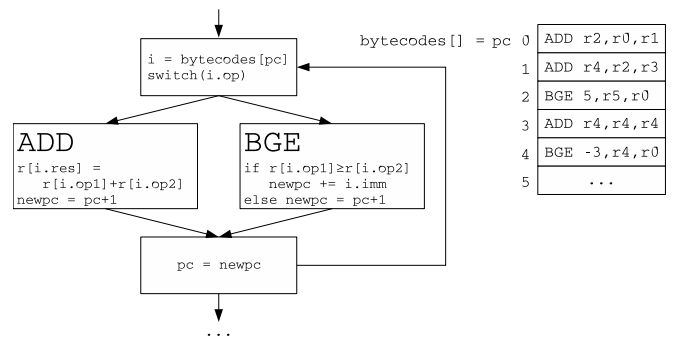 i = bytecodes[pc]
switch(i.op)
ADD
r[i.res] =
r[i.op1]+r[i.op2]
newpc = pc+1
BGE
if r[i.op1]≥r[i.op2]
newpc += i.imm
else newpc = pc+1
pc = newpc
...
bytecodes[] = pc 0 ADD r2,r0,r1
1 ADD r4,r2,r3
2 BGE 5,r5,r0
3 ADD r4,r4,r4
4 BGE -3,r4,r0
5 ...